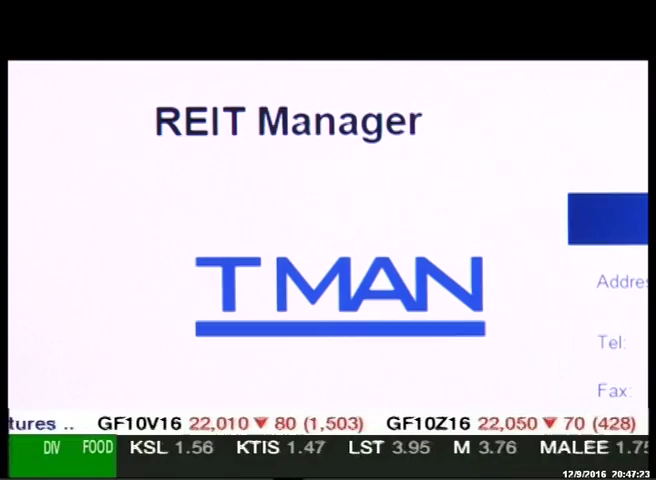 REIT Manager
T MAN
Addres
Tel:
Fax:
tures .. GF10V16 22,010 ▼ 80 (1,503) GF10Z16 22,050 ▼ 70 (428)
DIV FOOD KSL 1.56 KTIS 1.47 LST 3.95 M 3.76 MALEE 1.75
12/9/2016 20:47:23